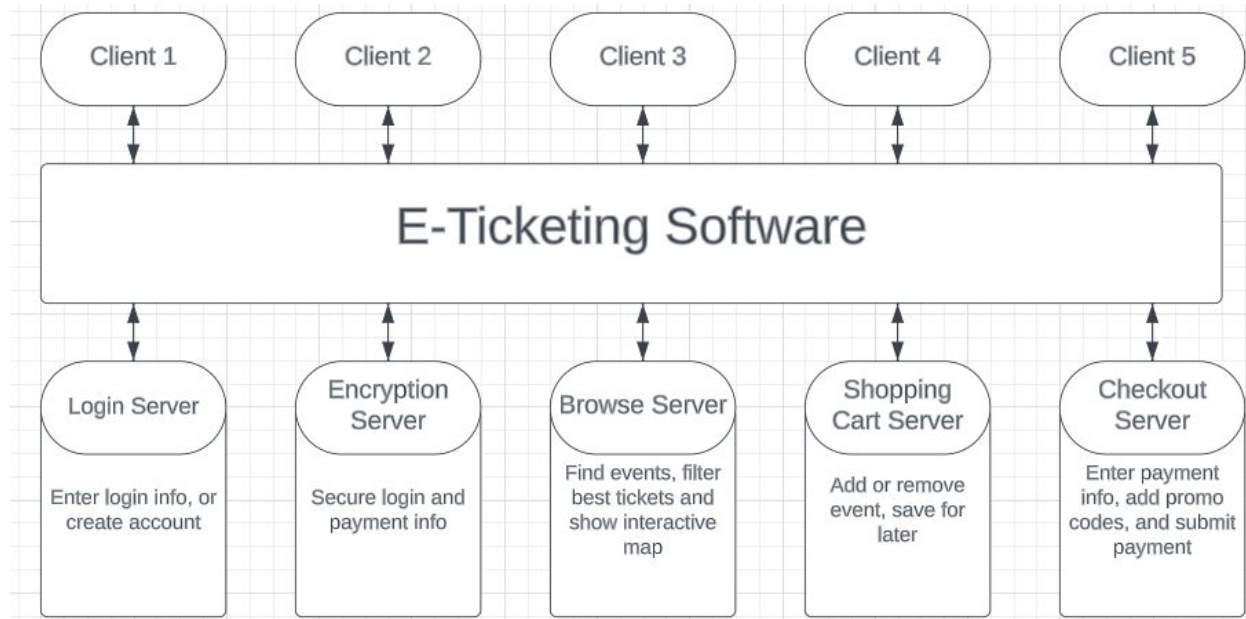 Client 1
Client 2
Client 3
Client 4
Client 5
E-Ticketing Software
Login Server
Encryption
Server
Browse Server
Shopping
Cart Server
Checkout
Server
Enter login info, or
create account
Secure login and
payment info
Find events, filter
best tickets and
show interactive
map
Add or remove
event, save for
later
Enter payment
info, add promo
codes, and submit
payment